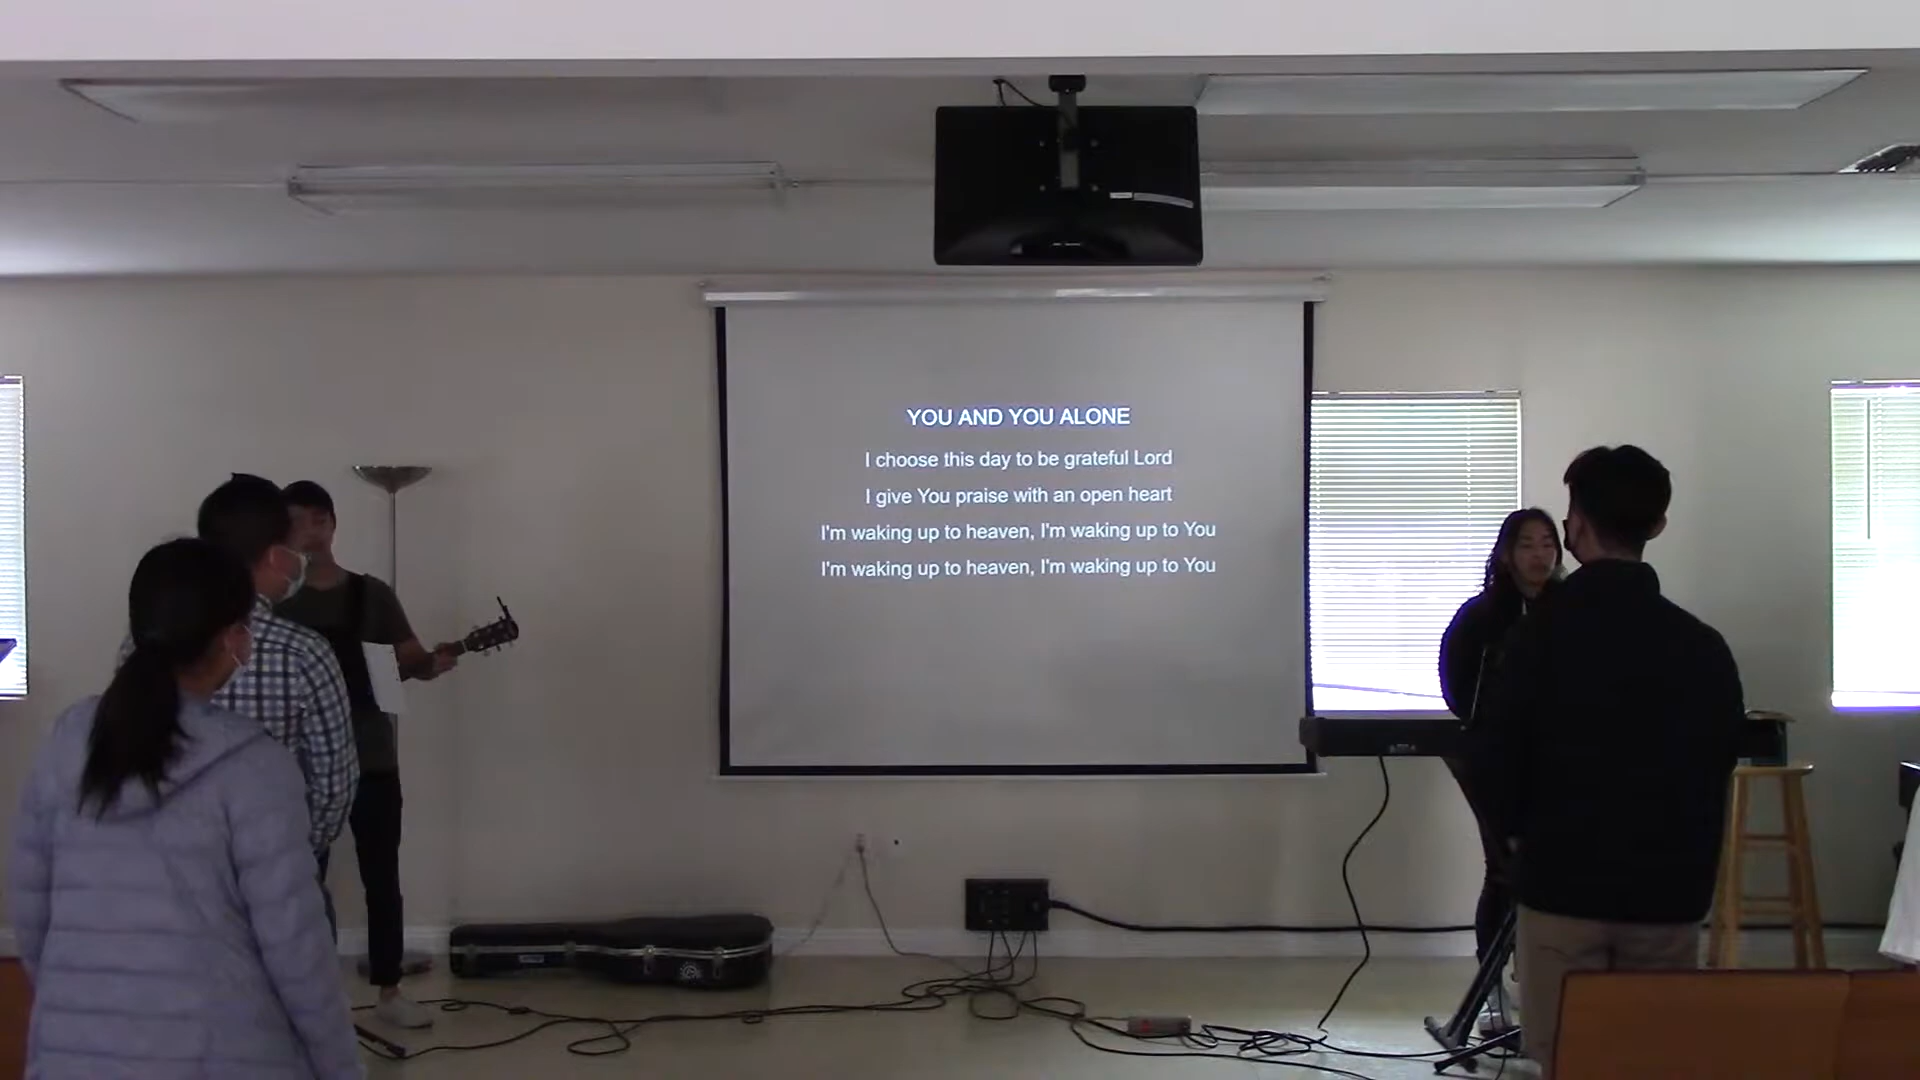 YOU AND YOU ALONE
I choose this day to be grateful Lord
I give You praise with an open heart
I'm waking up to heaven, I'm waking up to You
I'm waking up to heaven, I'm waking up to You